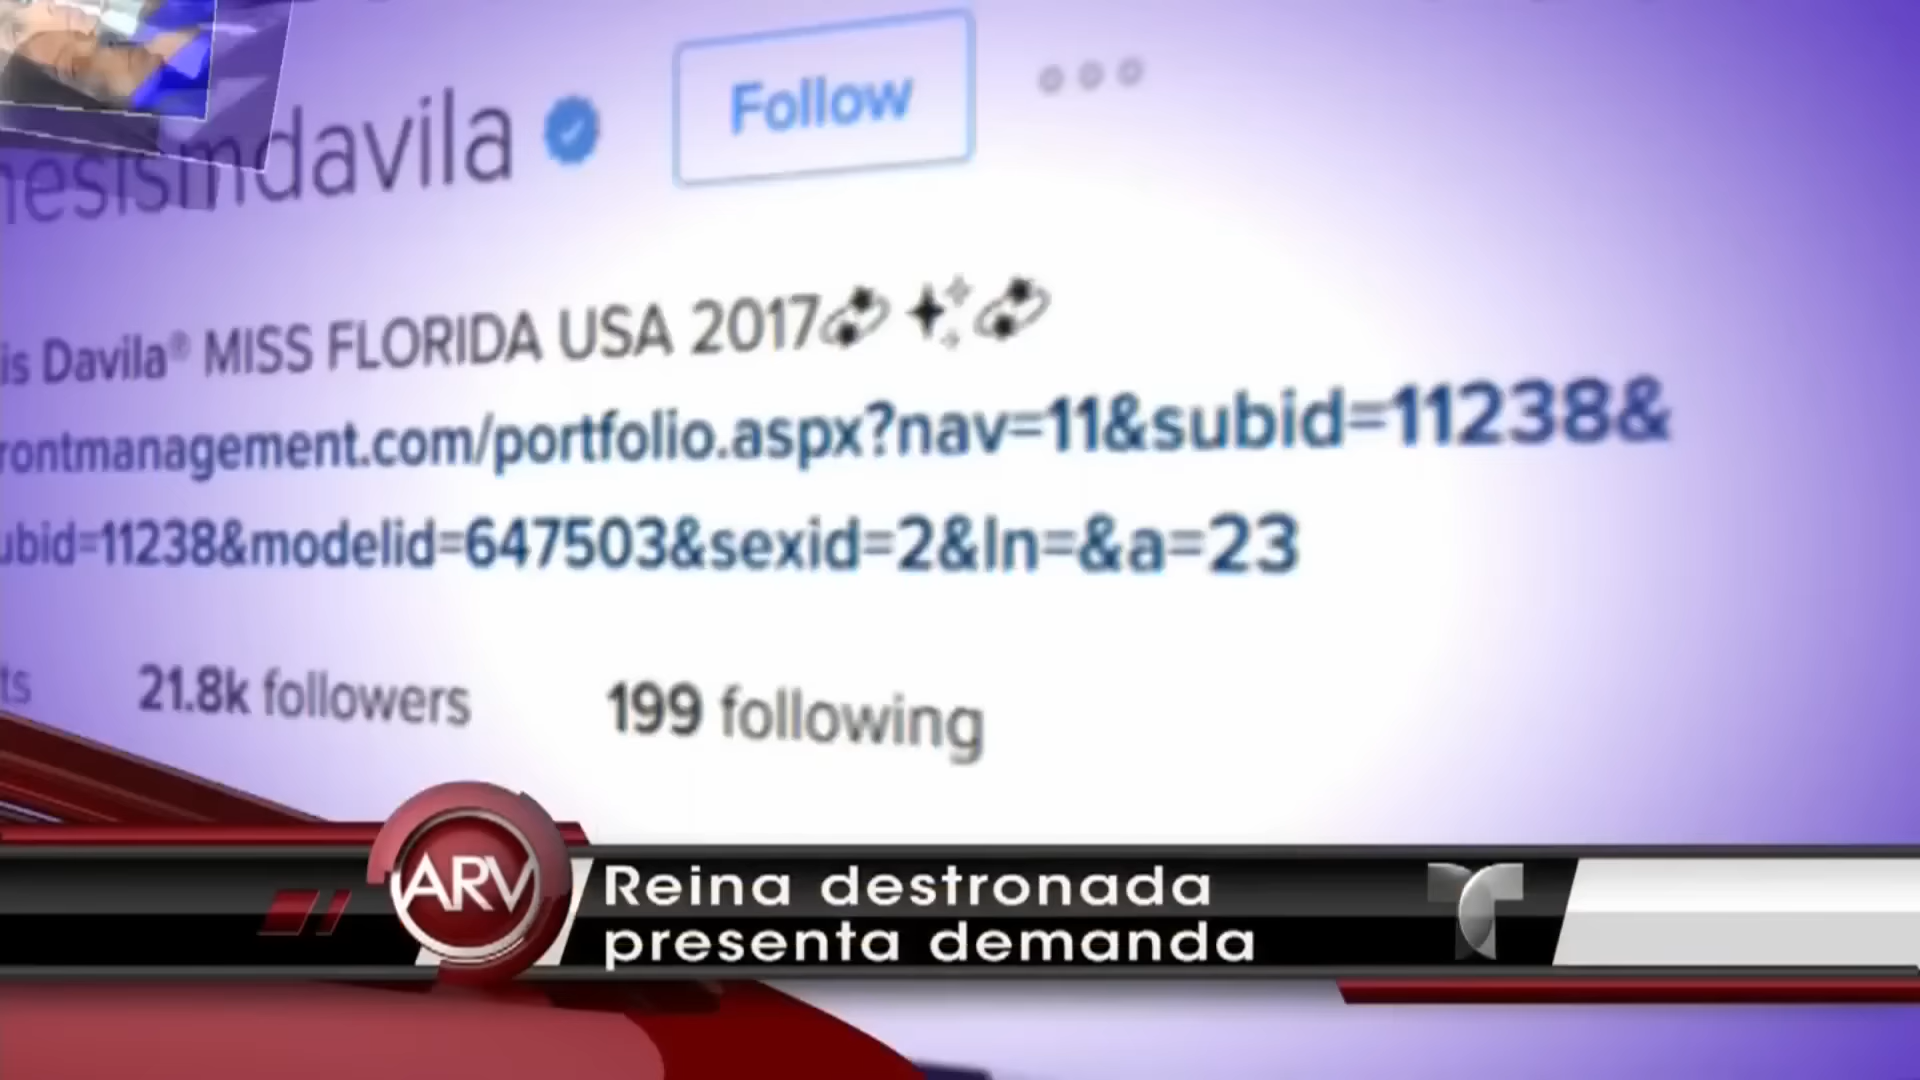 nesismdavila
Follow
is Davila® MISS FLORIDA USA 2017
rontmanagement.com/portfolio.aspx?nav=11&subid=11238&
ubid=11238&modelid=647503&sexid=2&ln=&a=23
ts 21.8k followers 199 following
ARV
Reina destronada
presenta demanda